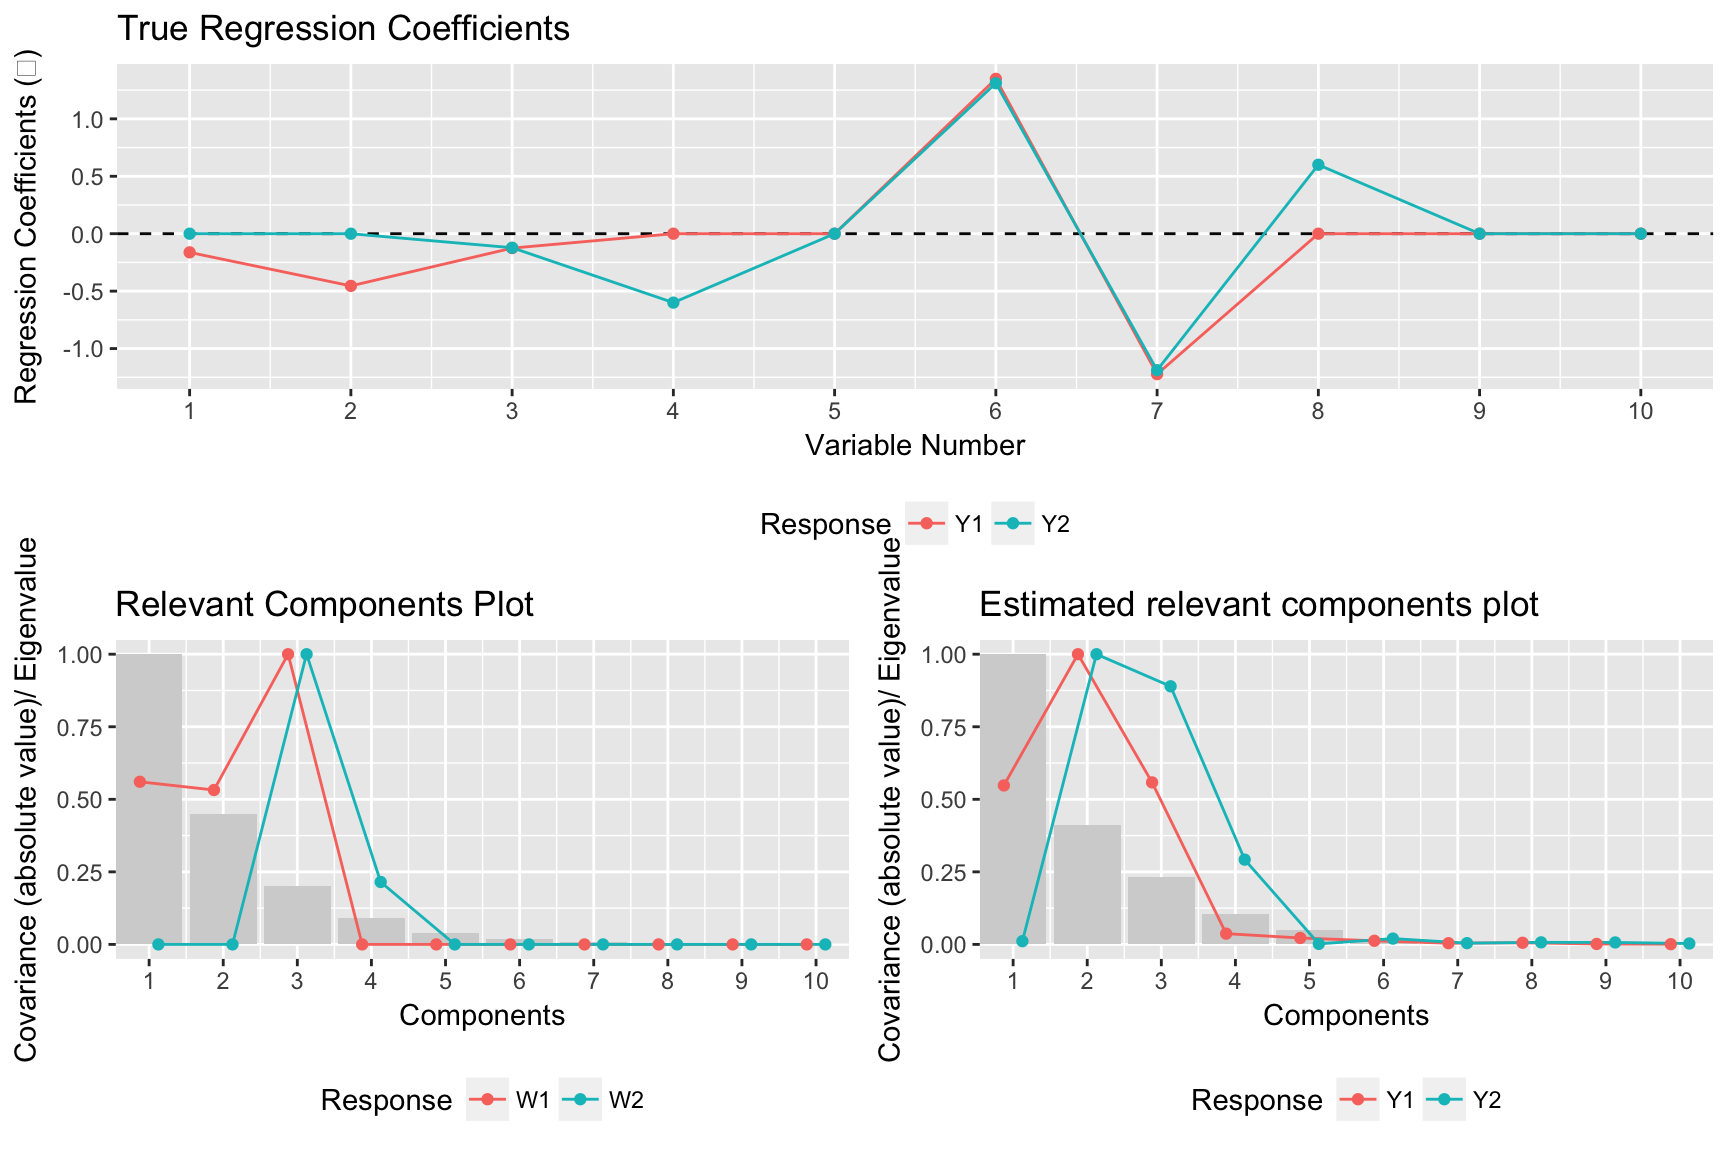 True Regression Coefficients
Regression Coefficients (□)
1.0
0.5
0.0
-0.5
-1.0
1 2 3 4 5 6 7 8 9 10
Variable Number
Response Y1 Y2
Relevant Components Plot
Covariance (absolute value)/ Eigenvalue
1.00
0.75
0.50
0.25
0.00
1 2 3 4 5 6 7 8 9 10
Components
Response W1 W2
Estimated relevant components plot
Covariance (absolute value)/ Eigenvalue
1.00
0.75
0.50
0.25
0.00
1 2 3 4 5 6 7 8 9 10
Components
Response Y1 Y2